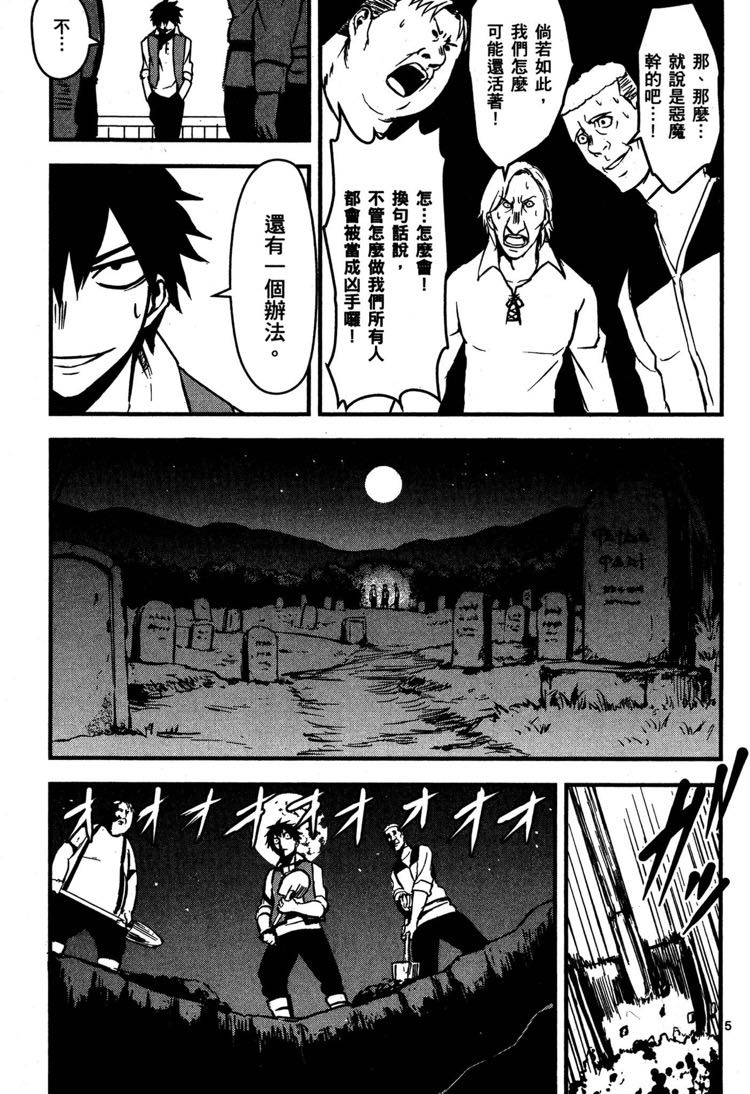 那、那麼…
就說是惡魔
幹的吧…！
倘若如此，
我們怎麼
可能還活著！
怎…怎麼會！
換句話說，
不管怎麼做我們所有人
都會被當成凶手囉！
不…
還有一個辦法。
ザッ
オオオオオオオオオ
5